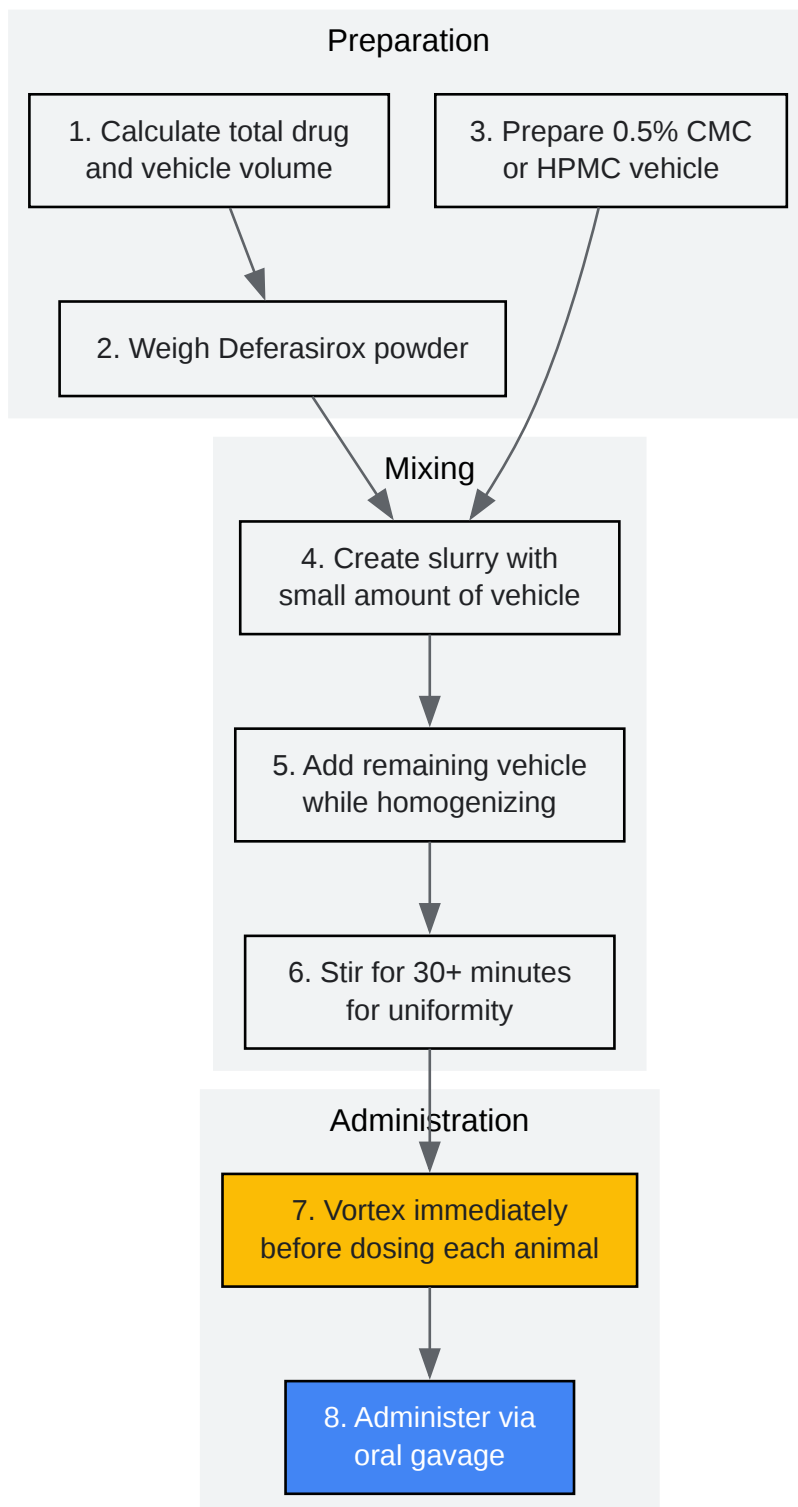 Preparation
1. Calculate total drug
and vehicle volume
3. Prepare 0.5% CMC
or HPMC vehicle
2. Weigh Deferasirox powder
Mixing
4. Create slurry with
small amount of vehicle
5. Add remaining vehicle
while homogenizing
6. Stir for 30+ minutes
for uniformity
Administration
7. Vortex immediately
before dosing each animal
8. Administer via
oral gavage